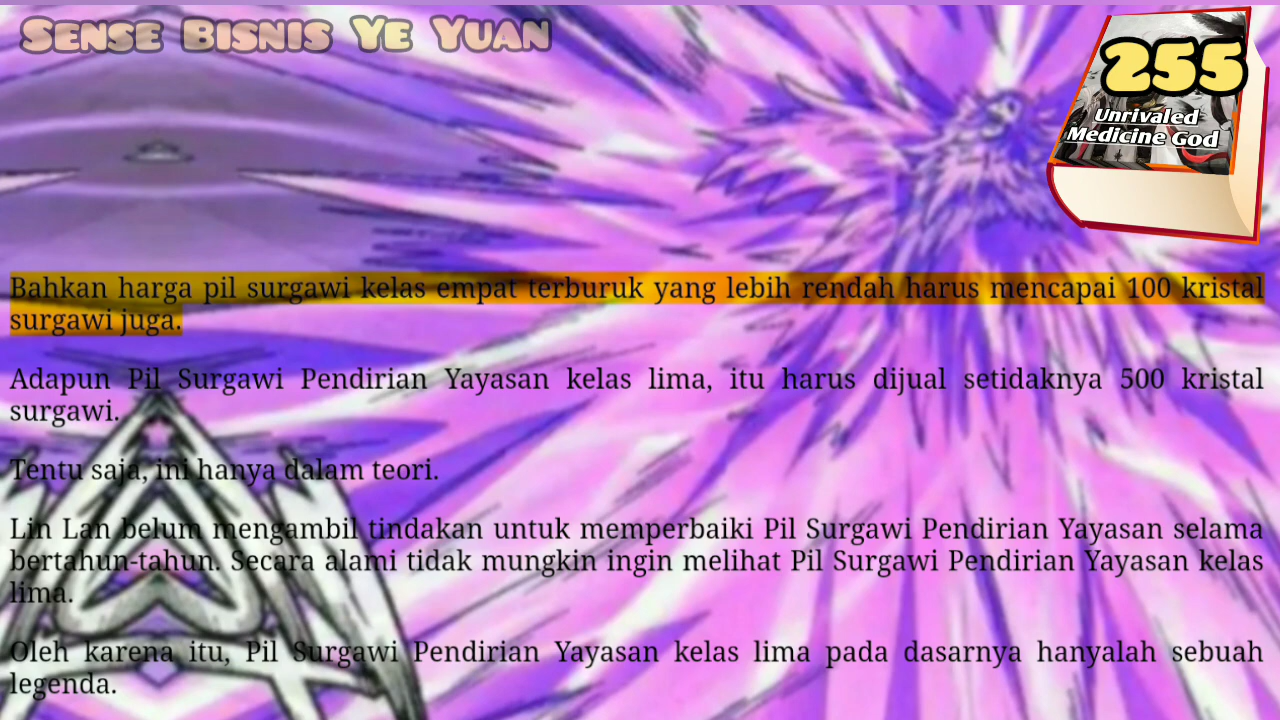 Sense Bisnis Ye Yuan
255
Unrivaled
Medicine God
Bahkan harga pil surgawi kelas empat terburuk yang lebih rendah harus mencapai 100 kristal
surgawi juga.
Adapun Pil Surgawi Pendirian Yayasan kelas lima, itu harus dijual setidaknya 500 kristal
surgawi.
Tentu saja, ini hanya dalam teori.
Lin Lan belum mengambil tindakan untuk memperbaiki Pil Surgawi Pendirian Yayasan selama
bertahun-tahun. Secara alami tidak mungkin ingin melihat Pil Surgawi Pendirian Yayasan kelas
lima.
Oleh karena itu, Pil Surgawi Pendirian Yayasan kelas lima pada dasarnya hanyalah sebuah
legenda.